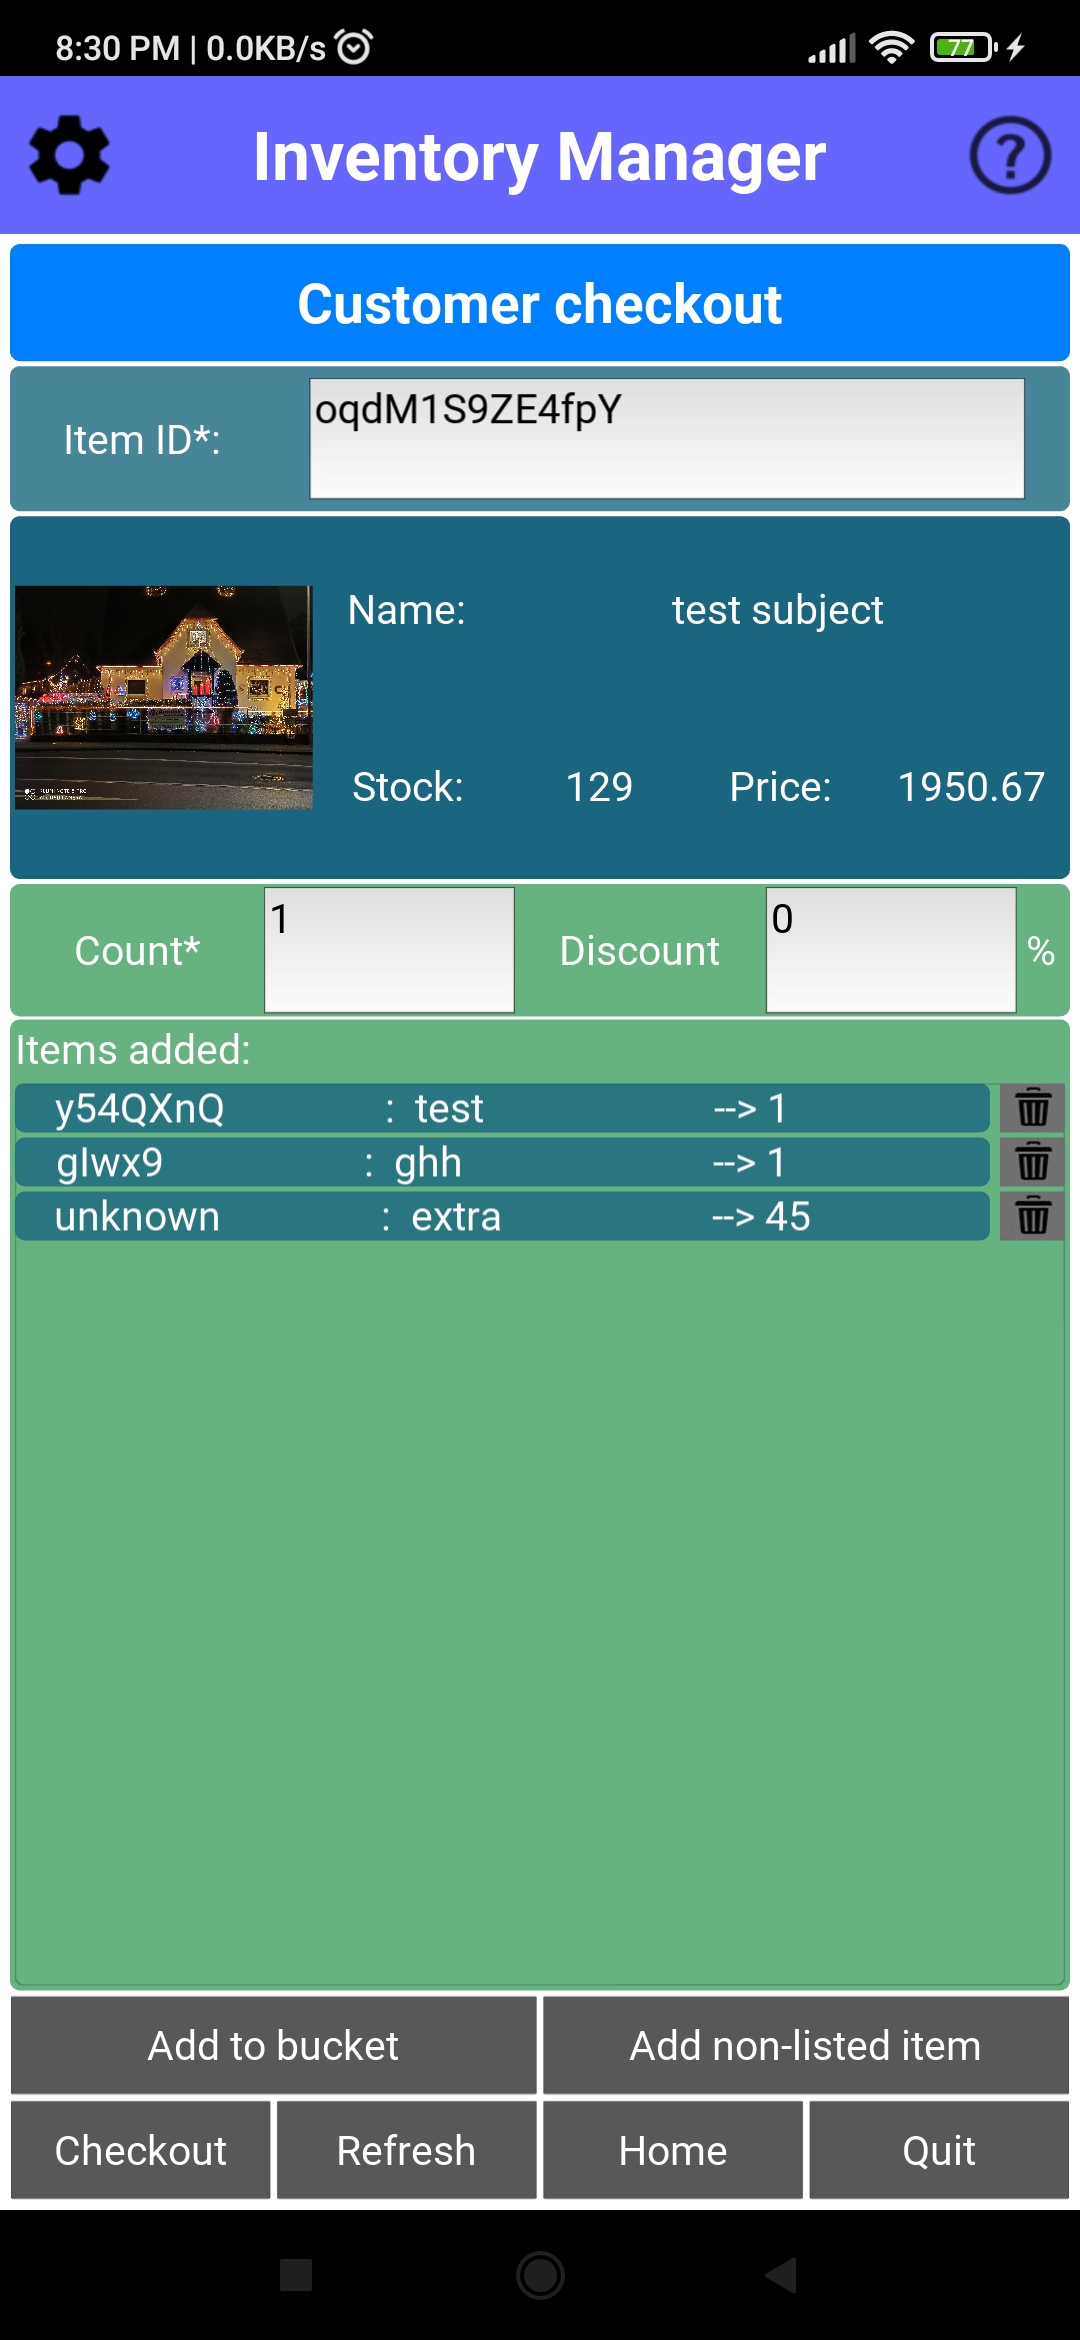 8:30 PM | 0.0KB/s 77
Inventory Manager ?
Customer checkout
Item ID*: oqdM1S9ZE4fpY
Name: test subject
Stock: 129 Price: 1950.67
Count* 1 Discount 0 %
Items added:
y54QXnQ : test --> 1
glwx9 : ghh --> 1
unknown : extra --> 45
Add to bucket Add non-listed item
Checkout Refresh Home Quit